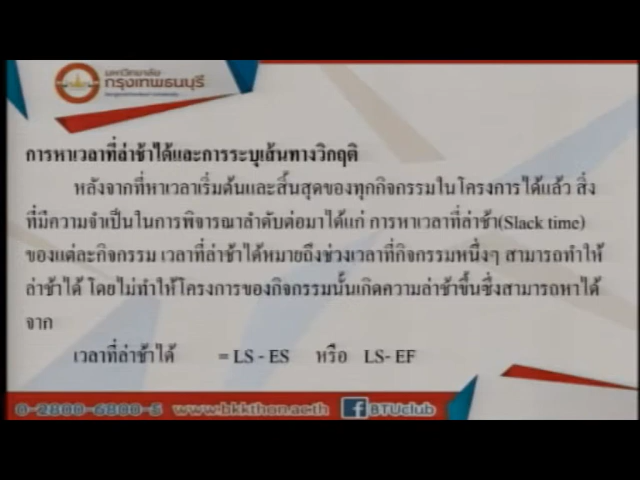 มหาวิทยาลัย
กรุงเทพธนบุรี
การหาเวลาที่ล่าช้าได้และการระบุเส้นทางวิกฤติ
หลังจากที่หาเวลาเริ่มต้นและสิ้นสุดของทุกกิจกรรมในโครงการได้แล้ว สิ่ง
ที่มีความจำเป็นในการพิจารณาลำดับต่อมาได้แก่ การหาเวลาที่ล่าช้า(Slack time)
ของแต่ละกิจกรรม เวลาที่ล่าช้าได้หมายถึงช่วงเวลาที่กิจกรรมหนึ่งๆ สามารถทำให้
ล่าช้าได้ โดยไม่ทำให้โครงการของกิจกรรมนั้นเกิดความล่าช้าขึ้นซึ่งสามารถหาได้
จาก
เวลาที่ล่าช้าได้ = LS - ES หรือ LS- EF
0-2800-6800-5 www.bkkthon.ac.th BTUclub